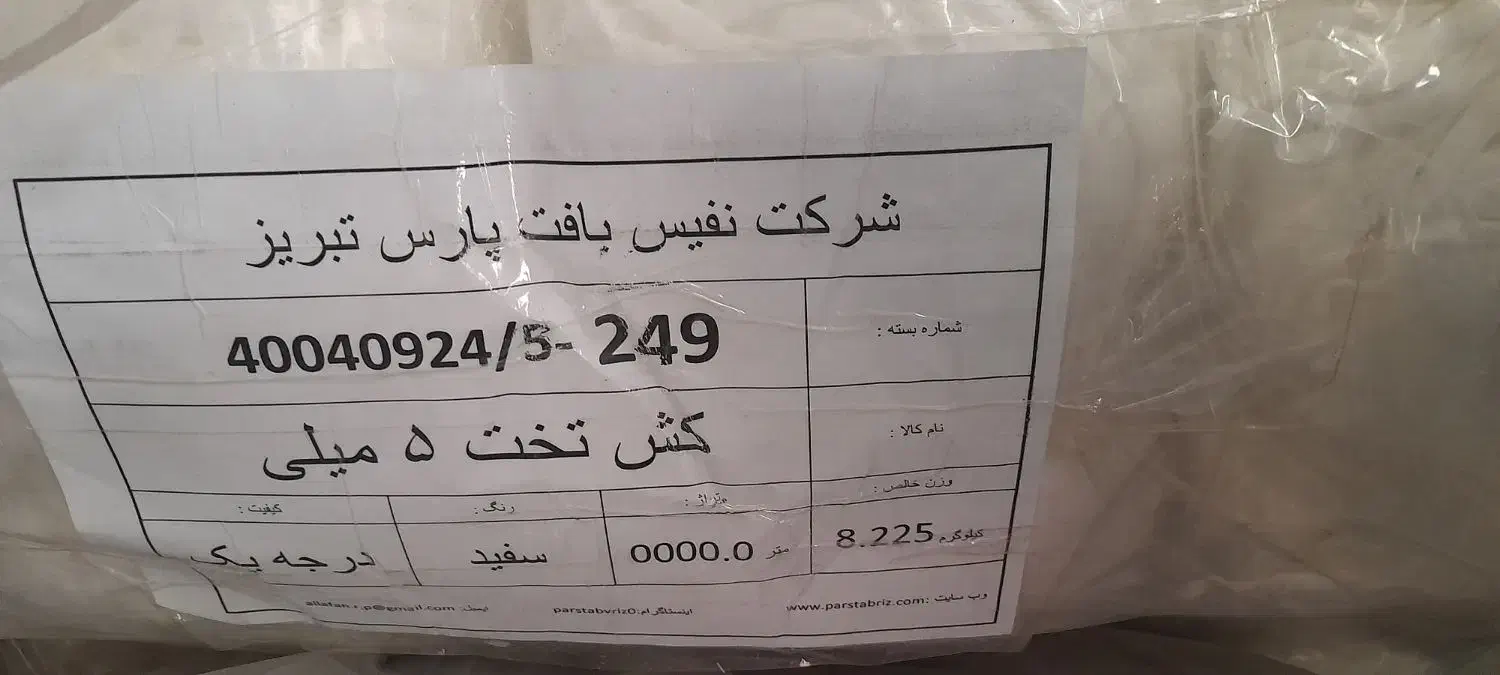 شرکت نفیس بافت پارس تبریز
شماره بسته : 40040924/5- 249
نام کالا : کش تخت ۵ میلی
وزن خالص : متراژ : رنگ : کیفیت :
8.225 کیلوگرم 0000.0 متر سفید درجه یک
وب سایت :www.parstabriz.com اینستاگرام:parstabvriz0 ایمیل: